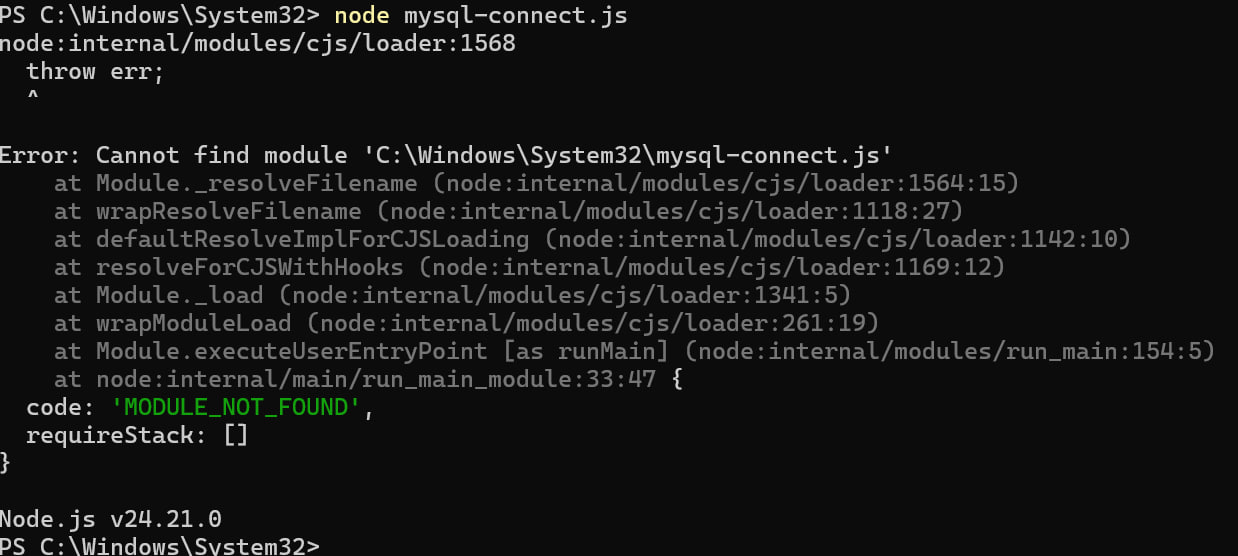 PS C:\Windows\System32> node mysql-connect.js
node:internal/modules/cjs/loader:1568
  throw err;
  ^

Error: Cannot find module 'C:\Windows\System32\mysql-connect.js'
    at Module._resolveFilename (node:internal/modules/cjs/loader:1564:15)
    at wrapResolveFilename (node:internal/modules/cjs/loader:1118:27)
    at defaultResolveImplForCJSLoading (node:internal/modules/cjs/loader:1142:10)
    at resolveForCJSWithHooks (node:internal/modules/cjs/loader:1169:12)
    at Module._load (node:internal/modules/cjs/loader:1341:5)
    at wrapModuleLoad (node:internal/modules/cjs/loader:261:19)
    at Module.executeUserEntryPoint [as runMain] (node:internal/modules/run_main:154:5)
    at node:internal/main/run_main_module:33:47 {
  code: 'MODULE_NOT_FOUND',
  requireStack: []
}

Node.js v24.21.0
PS C:\Windows\System32>